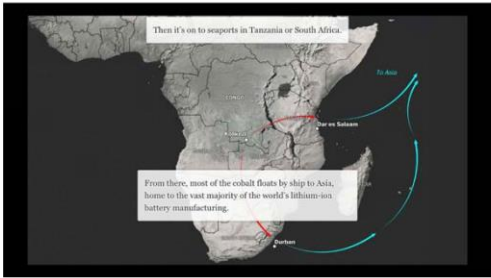 Then it's on to seaports in Tanzania or South Africa.
To Asia
CONGO
Dar es Salaam
Kolwezi
From there, most of the cobalt floats by ship to Asia,
home to the vast majority of the world's lithium-ion
battery manufacturing.
Durban